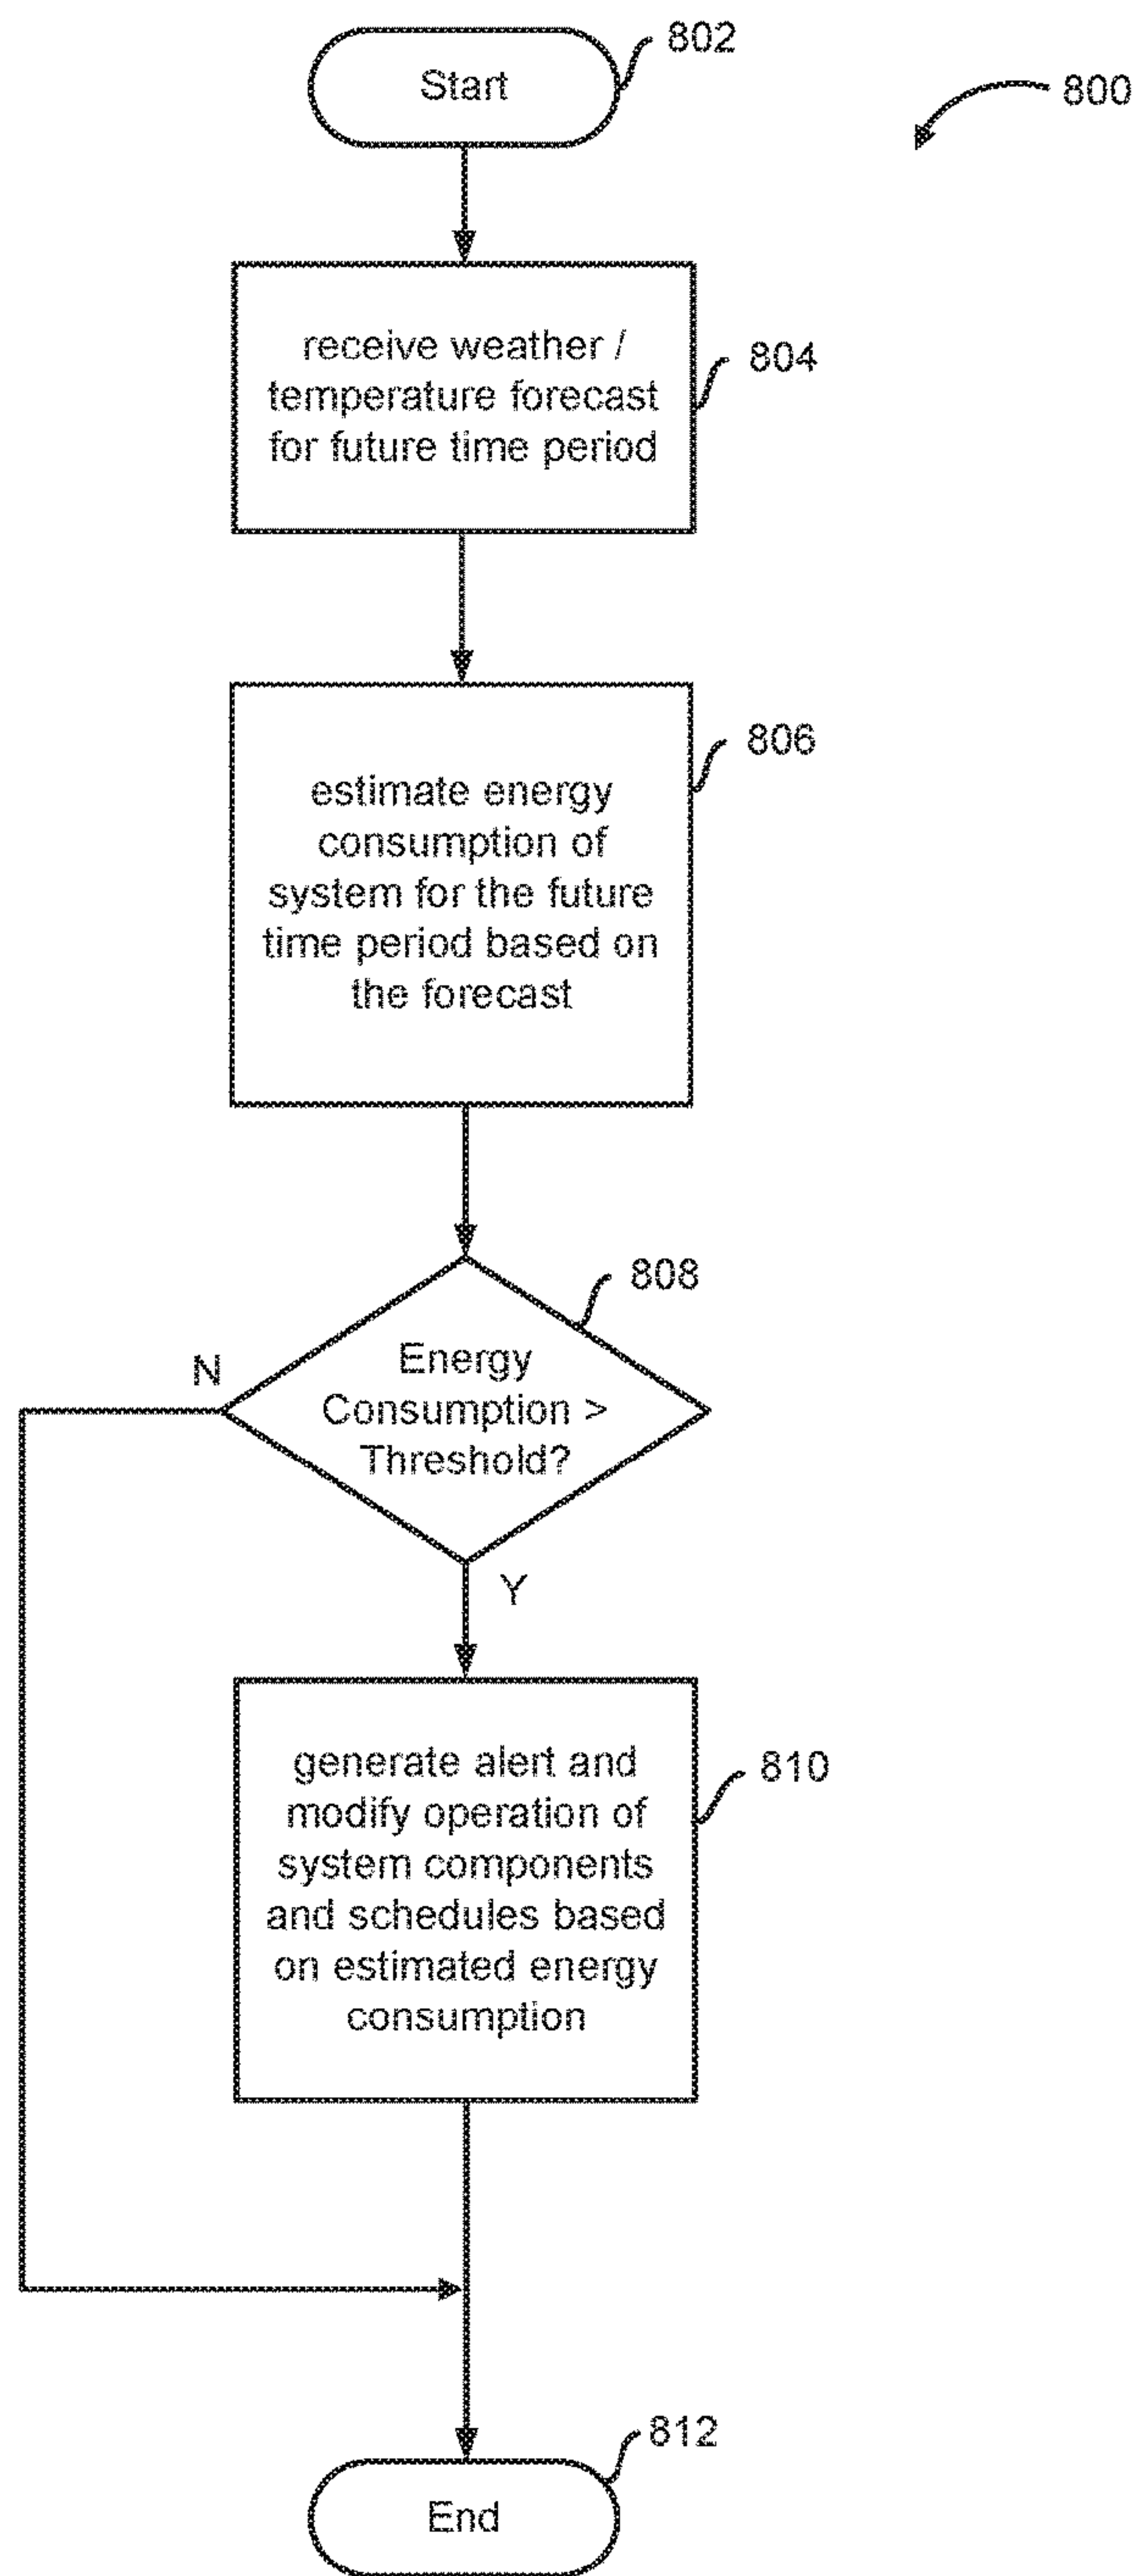 802
Start
800
receive weather /
temperature forecast
for future time period
804
806
estimate energy
consumption of
system for the future
time period based on
the forecast
808
N
Energy
Consumption >
Threshold?
Y
generate alert and
modify operation of
system components
and schedules based
on estimated energy
consumption
810
812
End